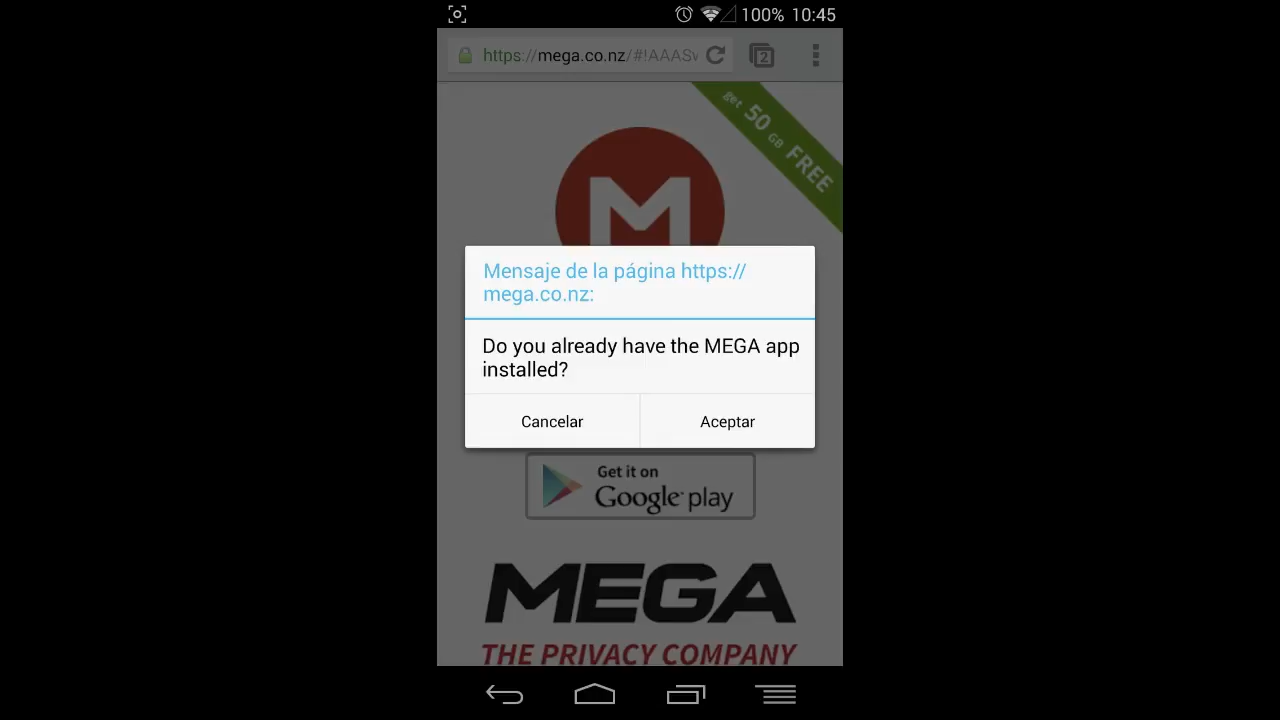 100% 10:45
https://mega.co.nz/#!AAASv
2
get 50 GB FREE
M
Mensaje de la página https://
mega.co.nz:
Do you already have the MEGA app
installed?
Cancelar
Aceptar
Get it on
Google play
MEGA
THE PRIVACY COMPANY